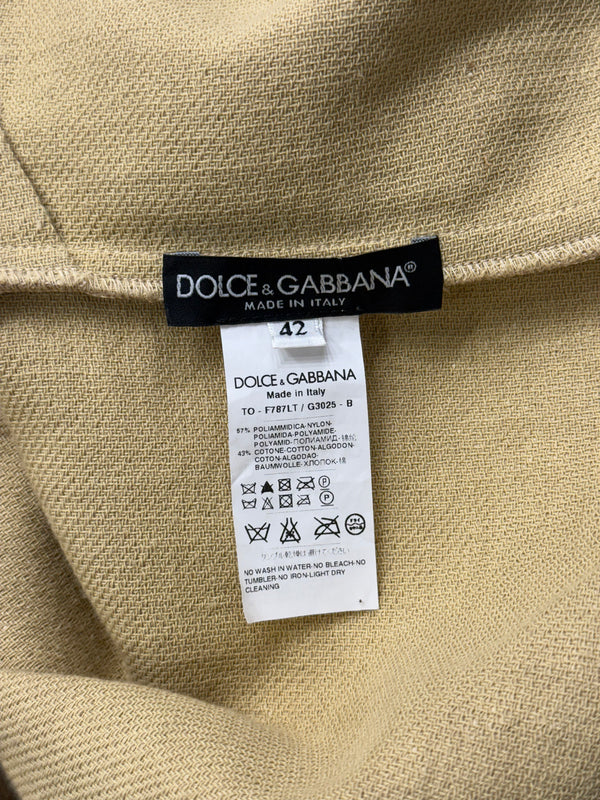 DOLCE & GABBANA®
MADE IN ITALY
42
DOLCE & GABBANA
Made in Italy
TO - F787LT / G3025 - B
57% POLIAMMIDICA-NYLON-
POLIAMIDA-POLYAMIDE-
POLYAMID-ПОЛИАМИД-
43% COTONE-COTTON-ALGODON-
COTON-ALGODAO-
BAUMWOLLE-ХЛОПОК-棉
P
P
NO WASH IN WATER-NO BLEACH-NO
TUMBLER-NO IRON-LIGHT DRY
CLEANING